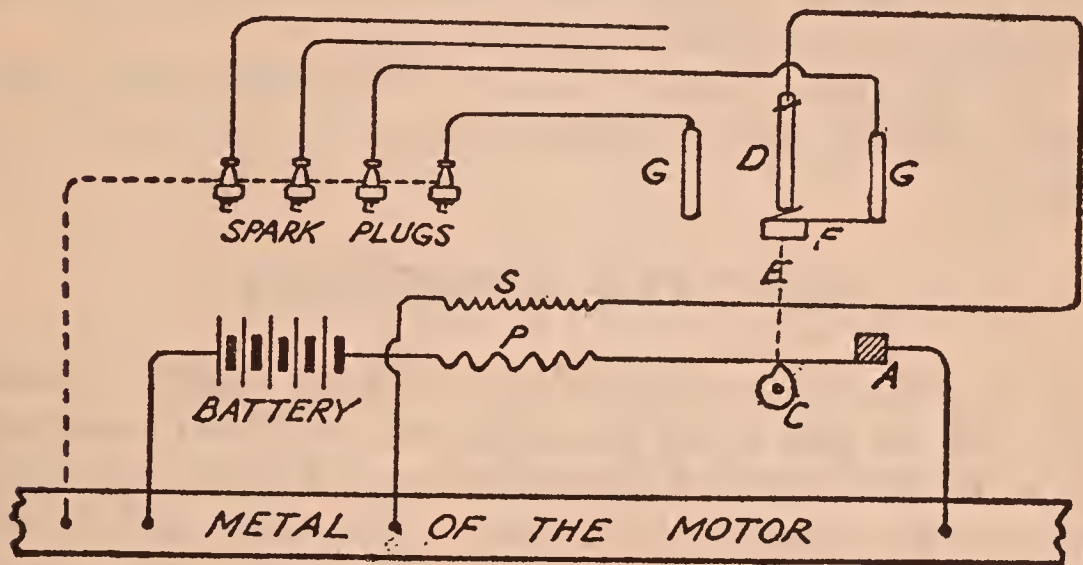 G
D
G
F
SPARK PLUGS
E
S
P
BATTERY
C
A
METAL OF THE MOTOR